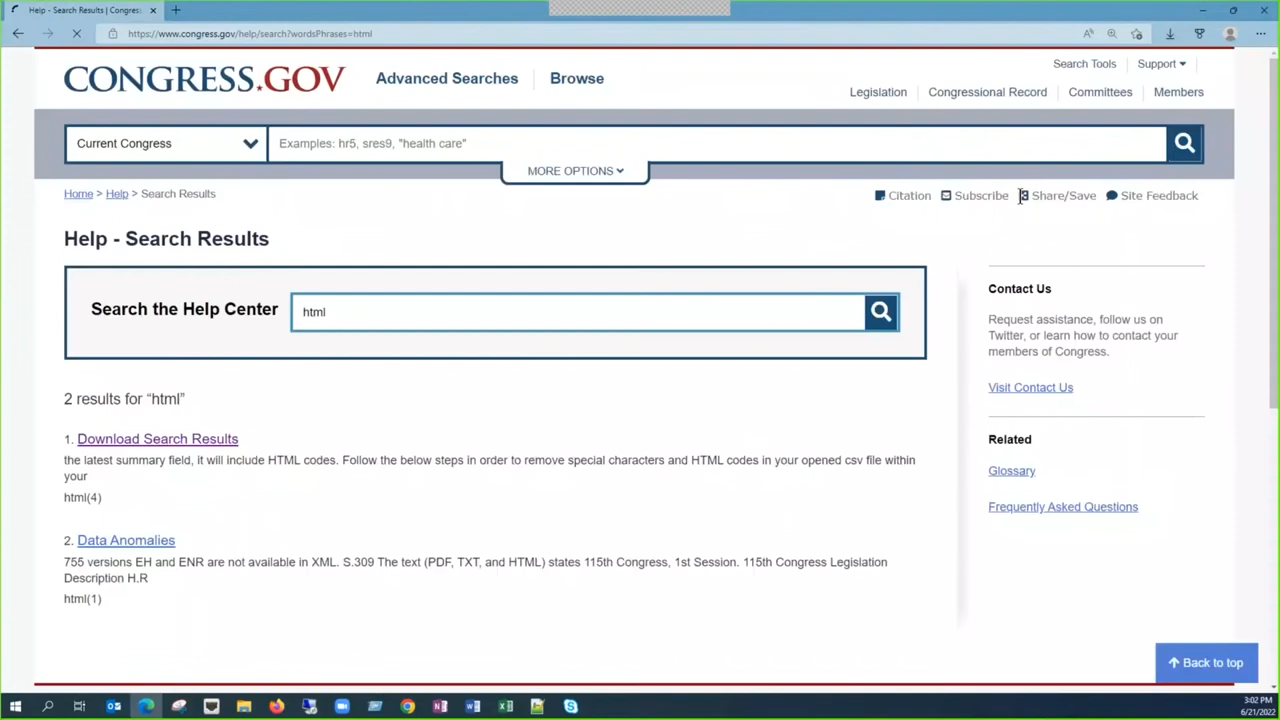 Help - Search Results | Congres
https://www.congress.gov/help/search?wordsPhrases=html
CONGRESS.GOV
Advanced Searches
Browse
Search Tools
Support
Legislation
Congressional Record
Committees
Members
Current Congress
Examples: hr5, sres9, "health care"
MORE OPTIONS
Home > Help > Search Results
Citation
Subscribe
Share/Save
Site Feedback
Help - Search Results
Search the Help Center
html
2 results for “html”
1. Download Search Results
the latest summary field, it will include HTML codes. Follow the below steps in order to remove special characters and HTML codes in your opened csv file within
your
html(4)
2. Data Anomalies
755 versions EH and ENR are not available in XML. S.309 The text (PDF, TXT, and HTML) states 115th Congress, 1st Session. 115th Congress Legislation
Description H.R
html(1)
Contact Us
Request assistance, follow us on
Twitter, or learn how to contact your
members of Congress.
Visit Contact Us
Related
Glossary
Frequently Asked Questions
Back to top
3:02 PM
6/21/2022